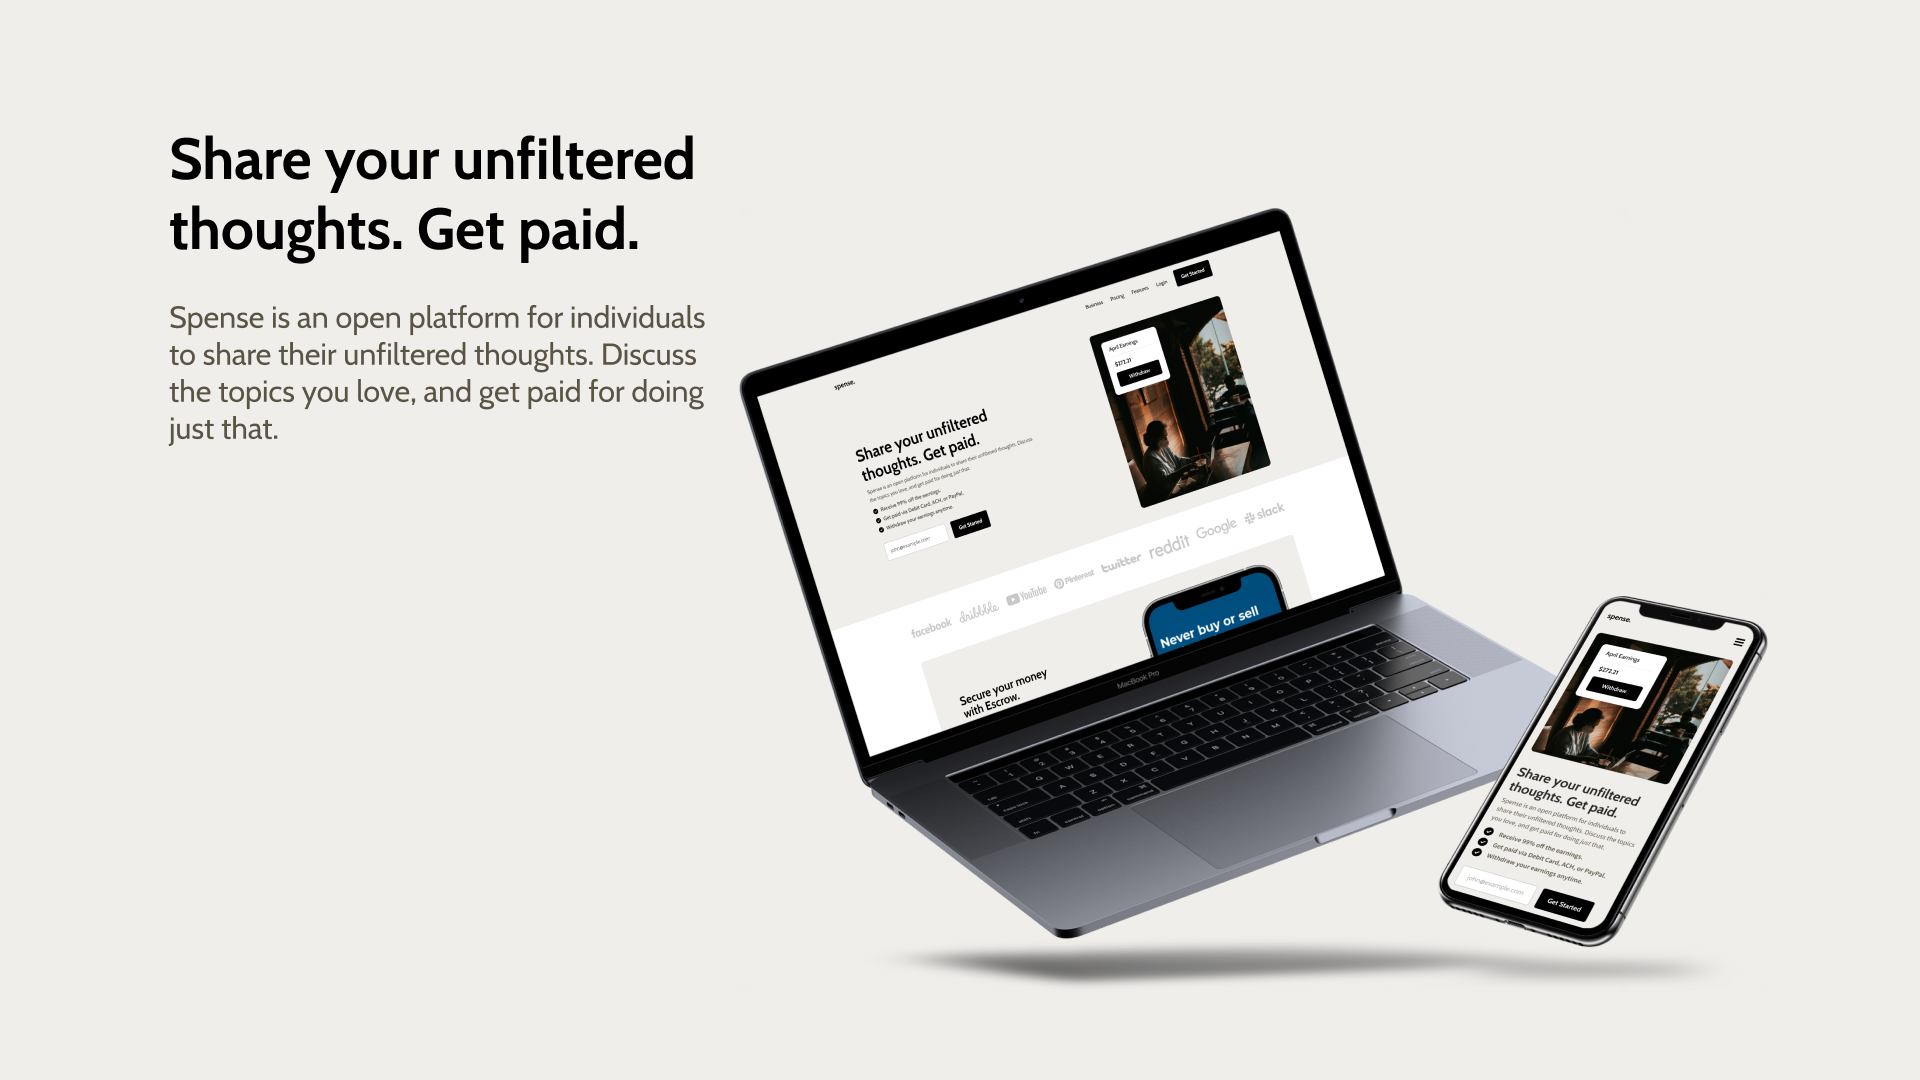 Share your unfiltered
thoughts. Get paid.
Spense is an open platform for individuals
to share their unfiltered thoughts. Discuss
the topics you love, and get paid for doing
just that.
spense.
Business Pricing Features Login Get Started
April Earnings
$272.21
Withdraw
Share your unfiltered
thoughts. Get paid.
Spense is an open platform for individuals to share their unfiltered thoughts. Discuss
the topics you love, and get paid for doing just that.
Receive 99% off the earnings.
Get paid via Debit Card, ACH, or PayPal.
Withdraw your earnings anytime.
john@example.com Get Started
facebook dribbble YouTube Pinterest twitter reddit Google slack
Never buy or sell
Secure your money
with Escrow.
MacBook Pro
spense.
April Earnings
$272.21
Withdraw
Share your unfiltered
thoughts. Get paid.
Spense is an open platform for individuals to
share their unfiltered thoughts. Discuss the topics
you love, and get paid for doing just that.
Receive 99% off the earnings.
Get paid via Debit Card, ACH, or PayPal.
Withdraw your earnings anytime.
john@example.com Get Started